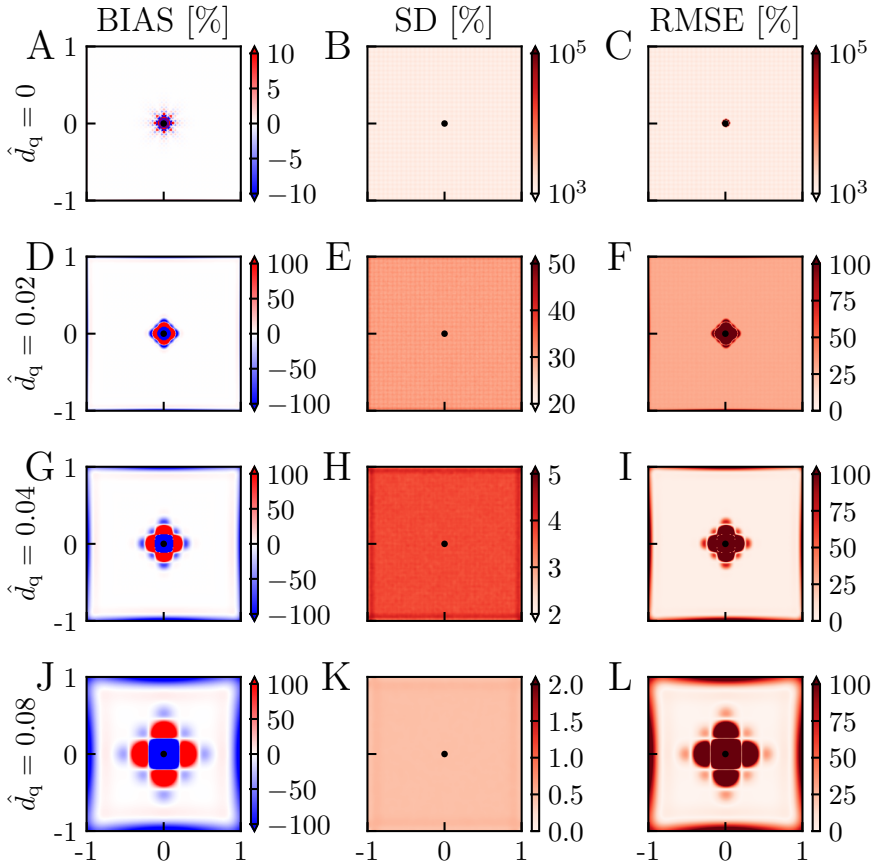 BIAS [%] SD [%] RMSE [%]
A 1 0 -1 -1 0 1 10 5 0 −5 −10 d̂q = 0
B 10^5 10^3
C 10^5 10^3
D 1 0 -1 100 50 0 −50 −100 d̂q = 0.02
E 50 40 30 20
F 100 75 50 25 0
G 1 0 -1 100 50 0 −50 −100 d̂q = 0.04
H 5 4 3 2
I 100 75 50 25 0
J 1 0 -1 100 50 0 −50 −100 d̂q = 0.08
K 2.0 1.5 1.0 0.5 0.0
L 100 75 50 25 0
-1 0 1